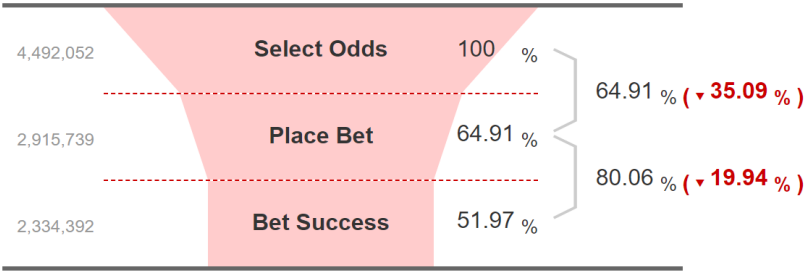 4,492,052 Select Odds 100 %
64.91 % ( ▼ 35.09 % )
2,915,739 Place Bet 64.91 %
80.06 % ( ▼ 19.94 % )
2,334,392 Bet Success 51.97 %